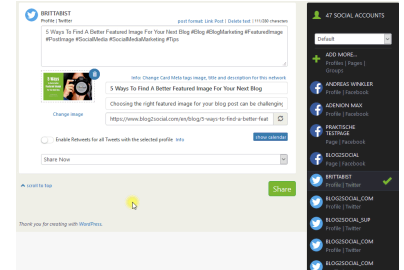 BRITTABIST
Profile | Twitter
post format: Link Post | Delete text | 111/280 characters
5 Ways To Find A Better Featured Image For Your Next Blog #Blog #BlogMarketing #FeaturedImage
#PostImage #SocialMedia #SocialMediaMarketing #Tips
Info: Change Card Meta tags image, title and description for this network
5 Ways To Find A Better Featured Image For Your Next Blog
Choosing the right featured image for your blog post can be challenging
Change image
https://www.blog2social.com/en/blog/5-ways-to-find-a-better-feat
Enable Retweets for all Tweets with the selected profile Info
show calendar
Share Now
scroll to top
Share
Thank you for creating with WordPress.
47 SOCIAL ACCOUNTS
Default
ADD MORE...
Profiles | Pages |
Groups
ANDREAS WINKLER
Profile | Facebook
ADENION MAX
Profile | Facebook
PRAKTISCHE
TESTPAGE
Page | Facebook
BLOG2SOCIAL
Page | Facebook
BRITTABIST
Profile | Twitter
BLOG2SOCIAL_COM
Profile | Twitter
BLOG2SOCIAL_SUP
Profile | Twitter
BLOG2SOCIAL_COM
Profile | Twitter
BLOG2SOCIAL_COM